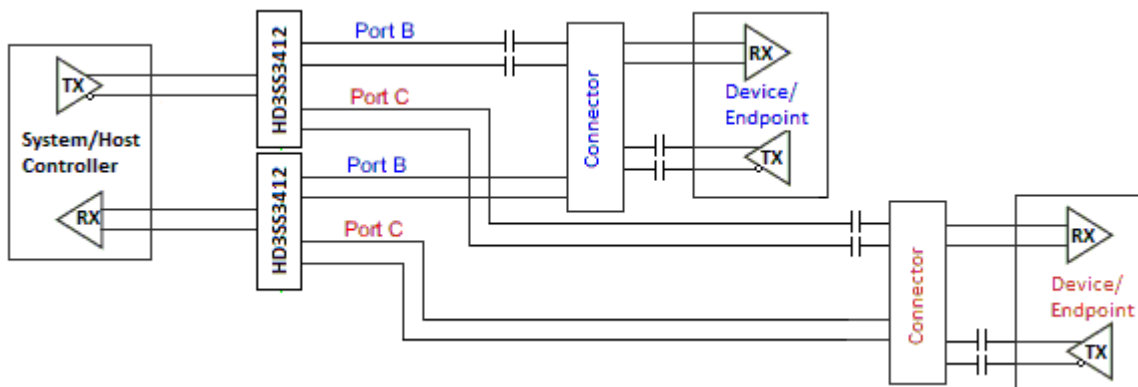 TX
System/Host
Controller
RX
HD3SS3412
HD3SS3412
Port B
Port C
Port B
Port C
Connector
RX
Device/
Endpoint
TX
Connector
RX
Device/
Endpoint
TX